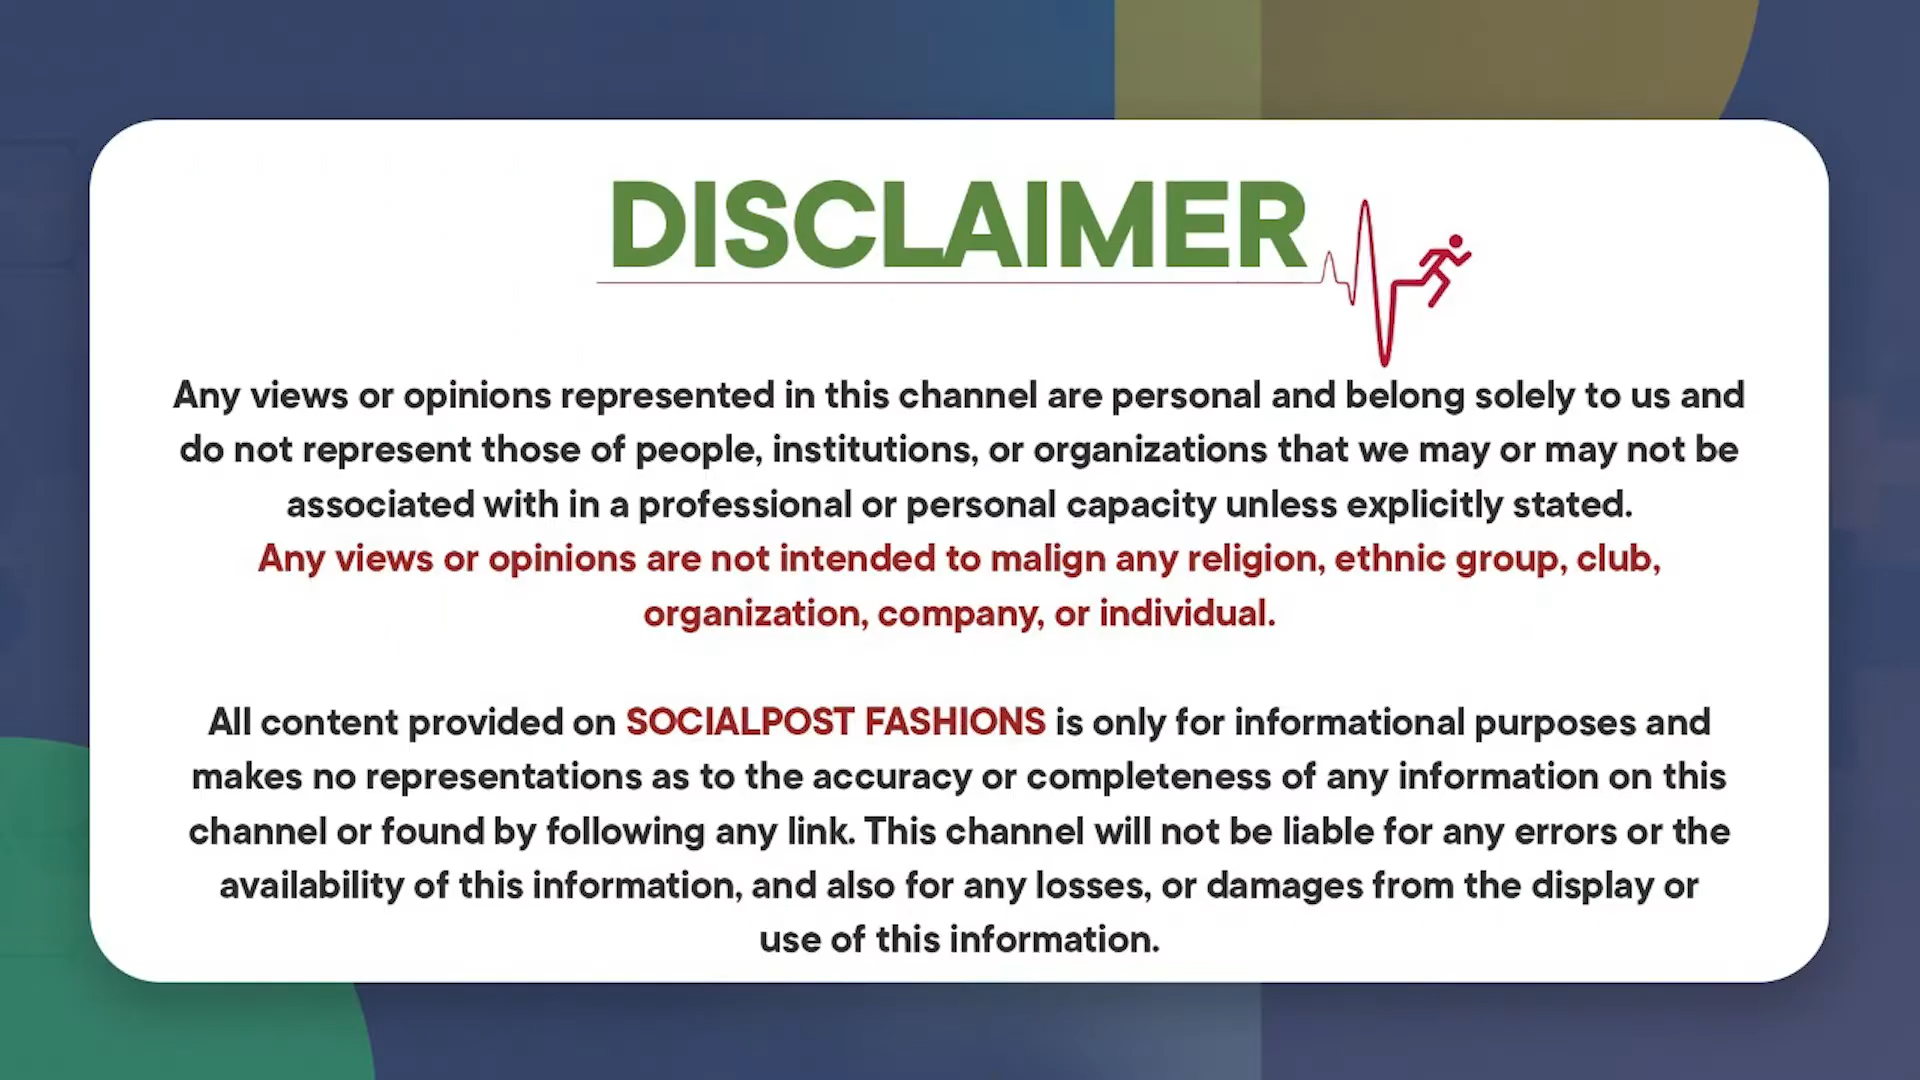 DISCLAIMER
Any views or opinions represented in this channel are personal and belong solely to us and
do not represent those of people, institutions, or organizations that we may or may not be
associated with in a professional or personal capacity unless explicitly stated.
Any views or opinions are not intended to malign any religion, ethnic group, club,
organization, company, or individual.
All content provided on SOCIALPOST FASHIONS is only for informational purposes and
makes no representations as to the accuracy or completeness of any information on this
channel or found by following any link. This channel will not be liable for any errors or the
availability of this information, and also for any losses, or damages from the display or
use of this information.